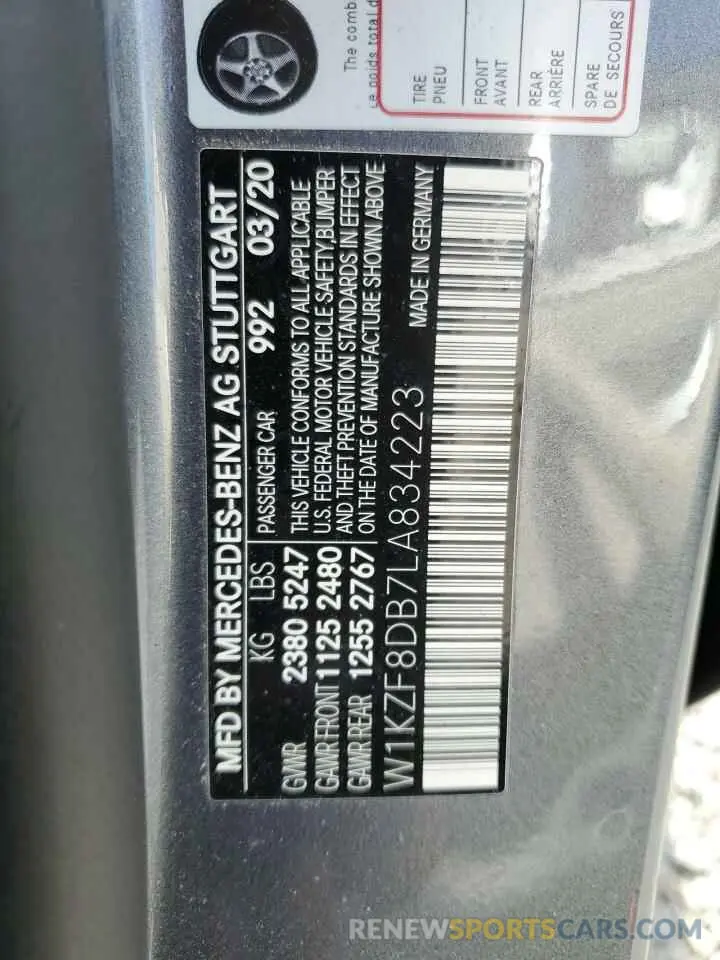 MFD BY MERCEDES-BENZ AG STUTTGART
KG LBS PASSENGER CAR 992 03/20
GVWR 2380 5247 THIS VEHICLE CONFORMS TO ALL APPLICABLE
GAWR FRONT 1125 2480 U.S. FEDERAL MOTOR VEHICLE SAFETY,BUMPER
GAWR REAR 1255 2767 AND THEFT PREVENTION STANDARDS IN EFFECT
ON THE DATE OF MANUFACTURE SHOWN ABOVE
W1KZF8DB7LA834223 MADE IN GERMANY
The comb
Le poids total d
TIRE
PNEU
FRONT
AVANT
REAR
ARRIÈRE
SPARE
DE SECOURS
RENEWSPORTSCARS.COM